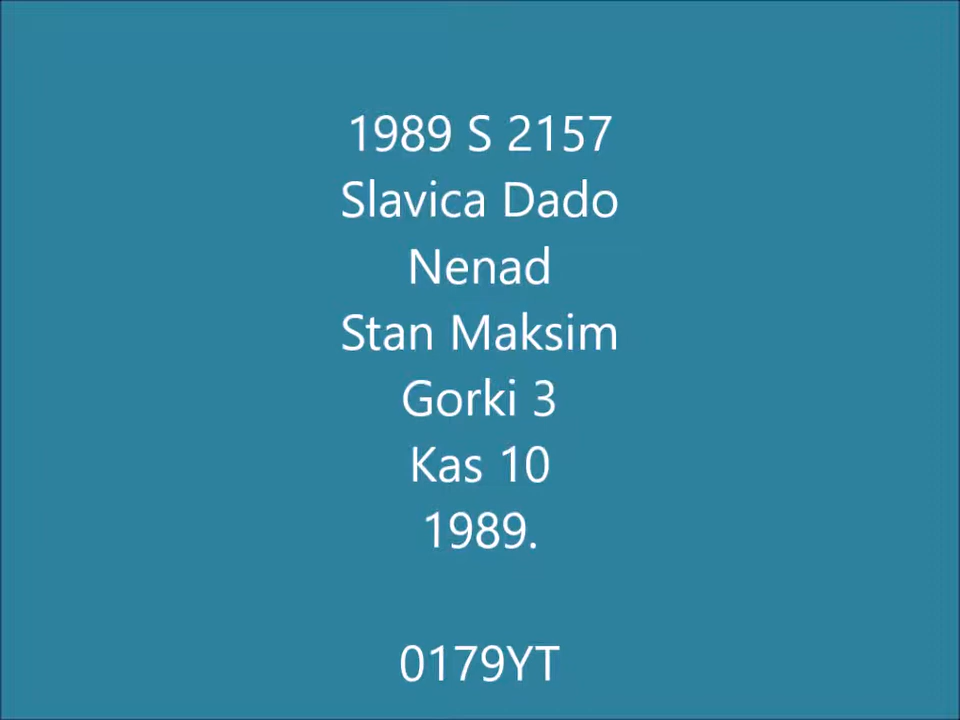 1989 S 2157
Slavica Dado
Nenad
Stan Maksim
Gorki 3
Kas 10
1989.
0179YT